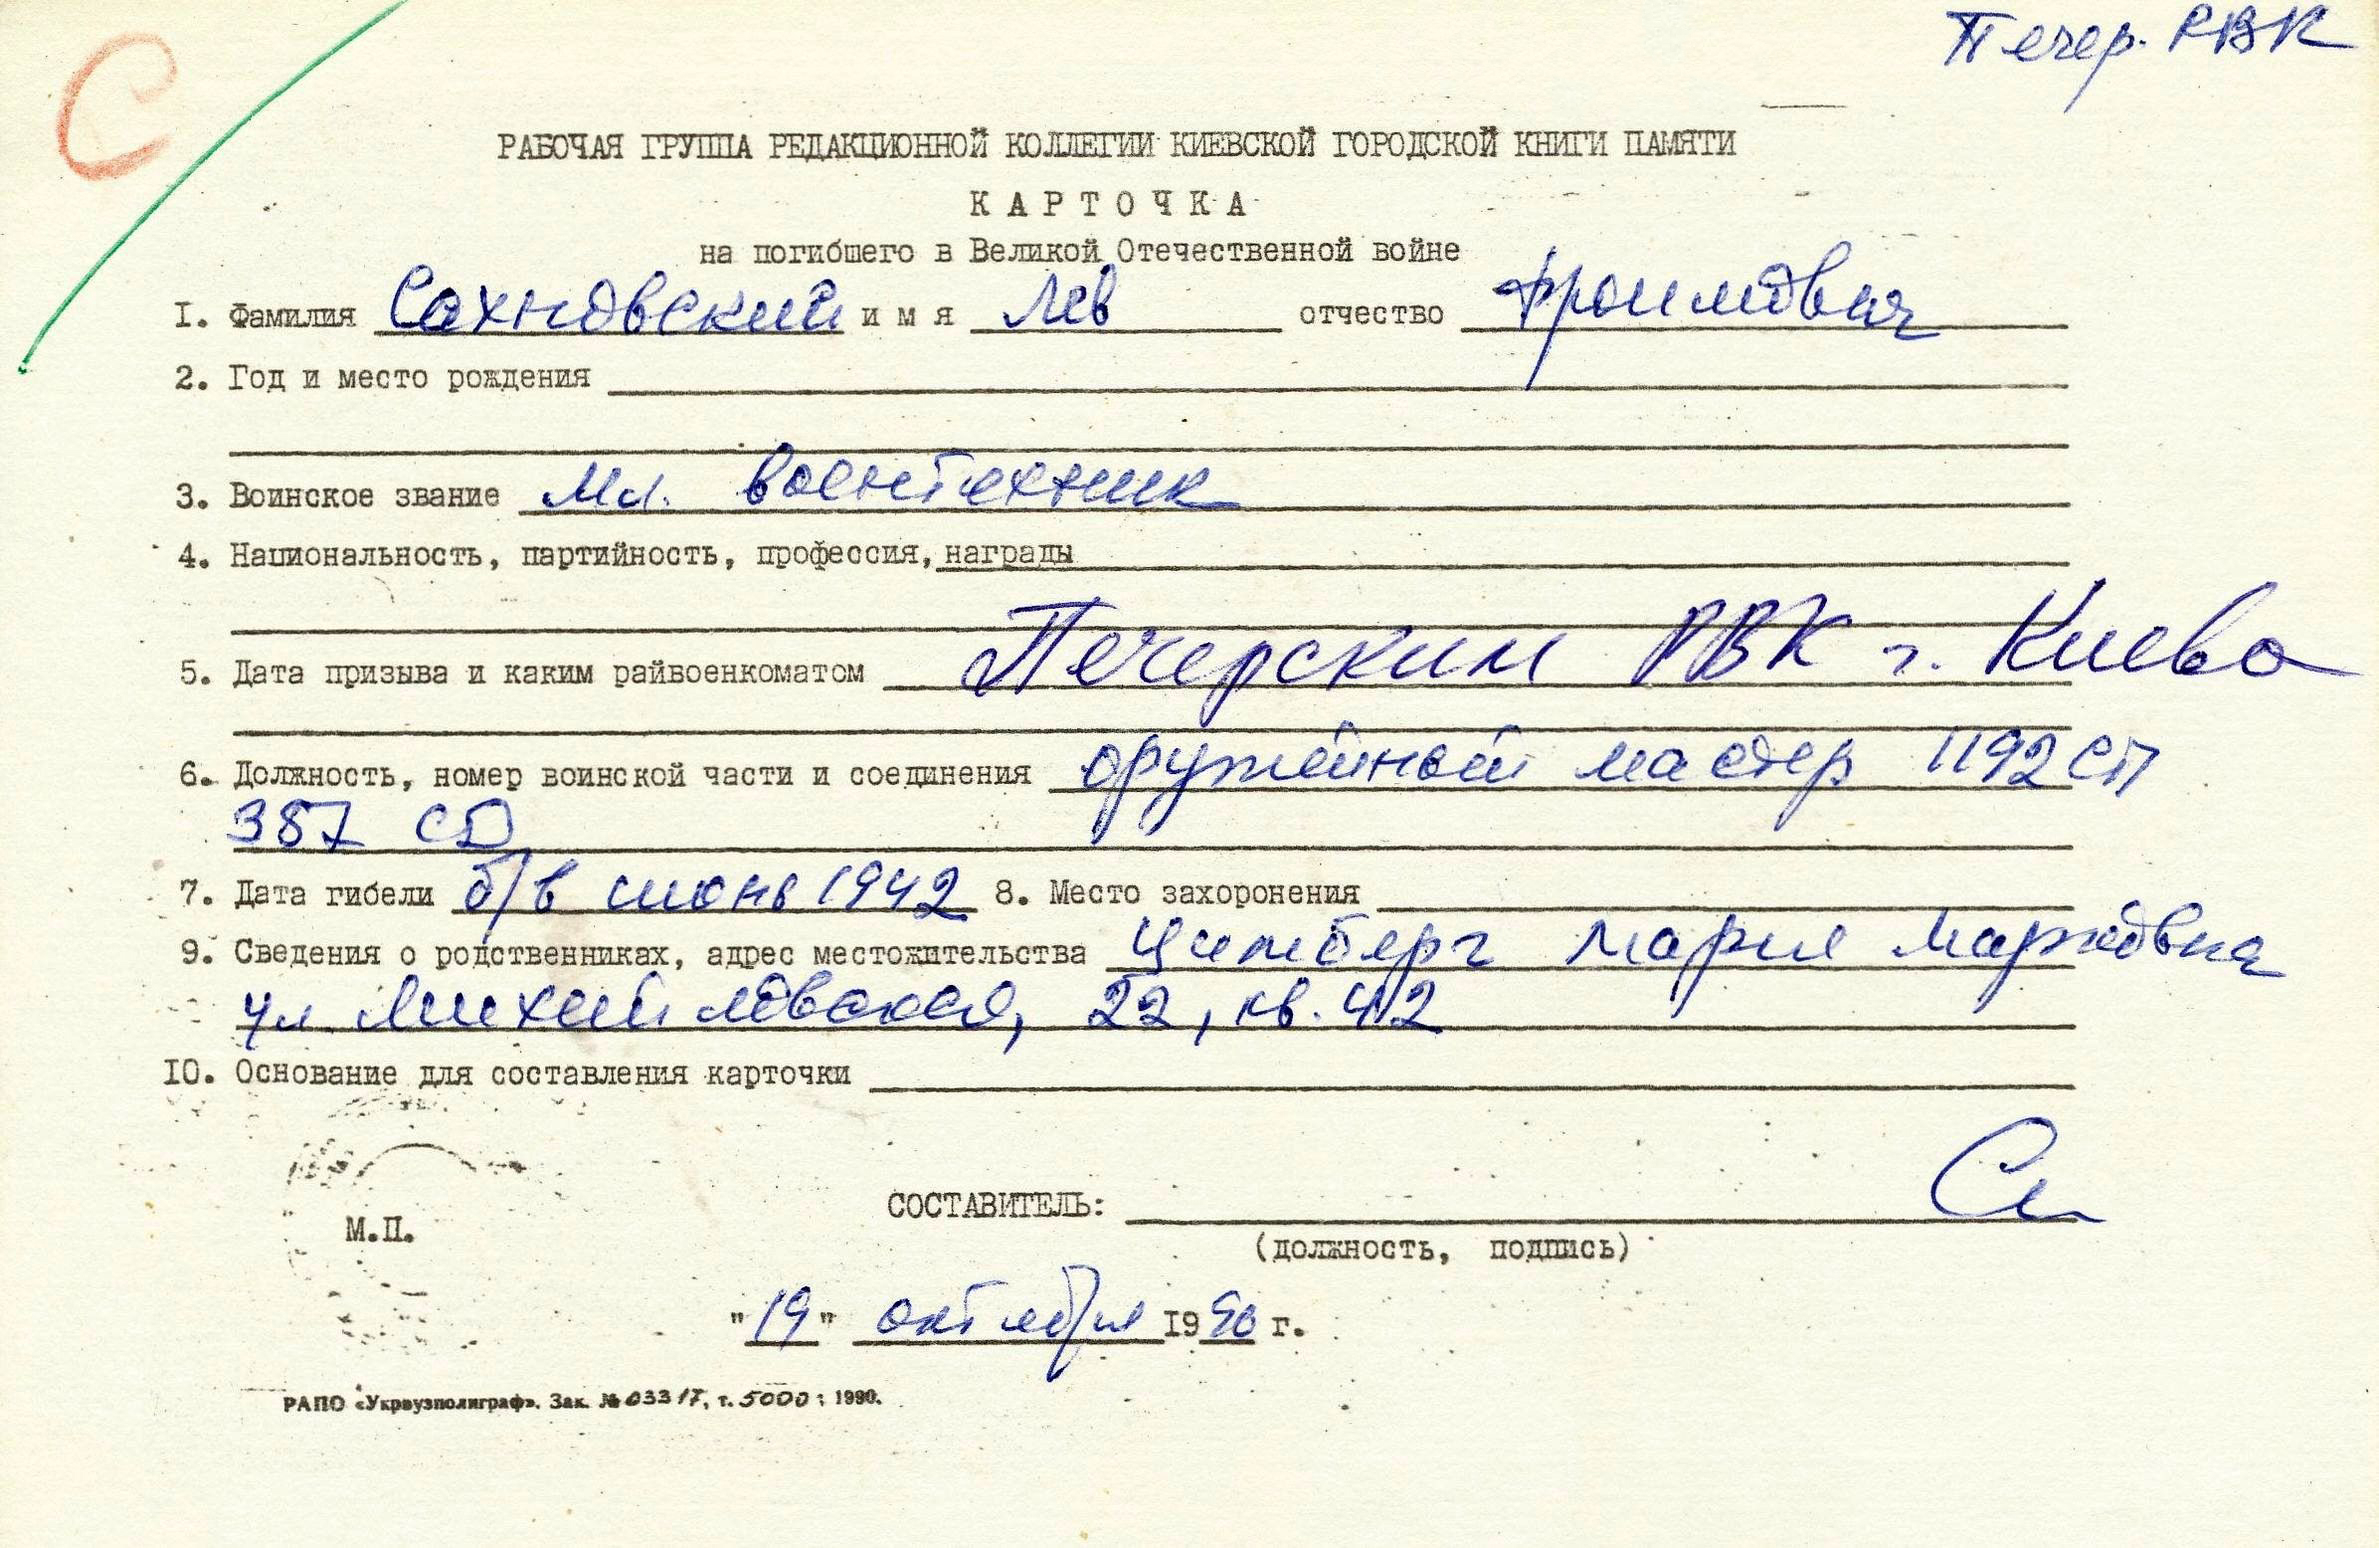 С
Печер. РВК
РАБОЧАЯ ГРУППА РЕДАКЦИОННОЙ КОЛЛЕГИИ КИЕВСКОЙ ГОРОДСКОЙ КНИГИ ПАМЯТИ
КАРТОЧКА
на погибшего в Великой Отечественной войне
1. Фамилия Сахновский имя Лев отчество Фроимович
2. Год и место рождения
3. Воинское звание мл. воентехник
4. Национальность, партийность, профессия, награды
5. Дата призыва и каким райвоенкоматом Печерским РВК г. Киева
6. Должность, номер воинской части и соединения оружейный мастер 1192 сп
387 СД
7. Дата гибели б/в июнь 1942 8. Место захоронения
9. Сведения о родственниках, адрес местожительства Цимберг Мария Марковна
ул. Михайловская, 22, кв. 42
10. Основание для составления карточки
СОСТАВИТЕЛЬ:
М.П.
(должность, подпись)
"19" октября 1990 г.
РАПО «Укрвузполиграф». Зак. № 03317, т. 5000 : 1990.